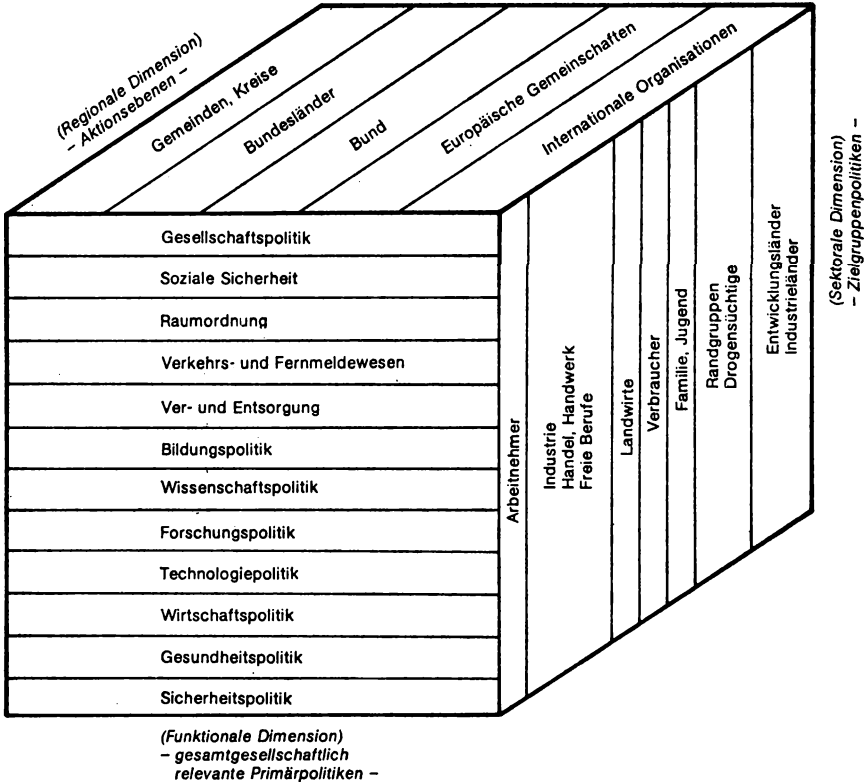 (Regionale Dimension)
– Aktionsebenen –
Gemeinden, Kreise
Bundesländer
Bund
Europäische Gemeinschaften
Internationale Organisationen
Gesellschaftspolitik
Soziale Sicherheit
Raumordnung
Verkehrs- und Fernmeldewesen
Ver- und Entsorgung
Bildungspolitik
Wissenschaftspolitik
Forschungspolitik
Technologiepolitik
Wirtschaftspolitik
Gesundheitspolitik
Sicherheitspolitik
Arbeitnehmer
Industrie
Handel, Handwerk
Freie Berufe
Landwirte
Verbraucher
Familie, Jugend
Randgruppen
Drogensüchtige
Entwicklungsländer
Industrieländer
(Sektorale Dimension)
– Zielgruppenpolitiken –
(Funktionale Dimension)
– gesamtgesellschaftlich
relevante Primärpolitiken –